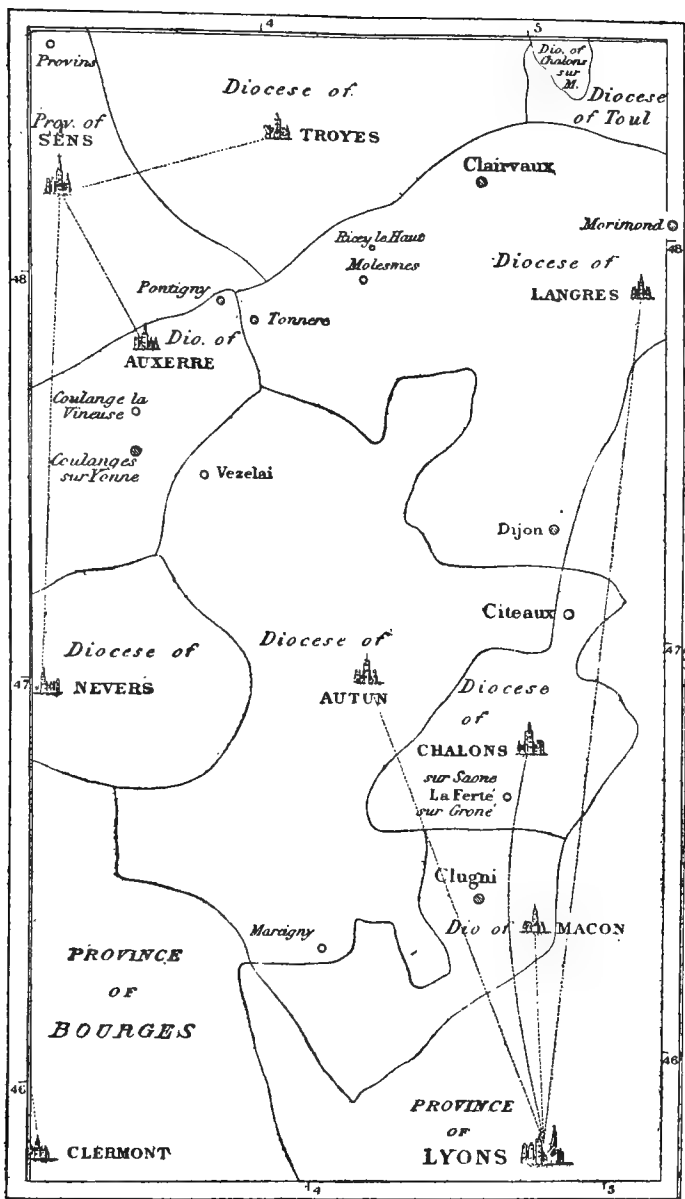 4
5
Provins
Dio. of
Chalons
sur
M.
Diocese of
TROYES
Diocese
of Toul
Prov. of
SENS
Clairvaux
Morimond
48
Ricey le Haut
Molesmes
Diocese of
LANGRES
48
Pontigny
Tonnere
Dio. of
AUXERRE
Coulange la
Vineuse
Coulanges
sur Yonne
Vezelai
Dijon
Citeaux
Diocese of
NEVERS
Diocese of
AUTUN
47
47
Diocese
of
CHALONS
sur Saone
La Ferté
sur Grone
Clugni
Marcigny
Dio of
MACON
PROVINCE
OF
BOURGES
46
46
CLERMONT
PROVINCE
OF
LYONS
4
5